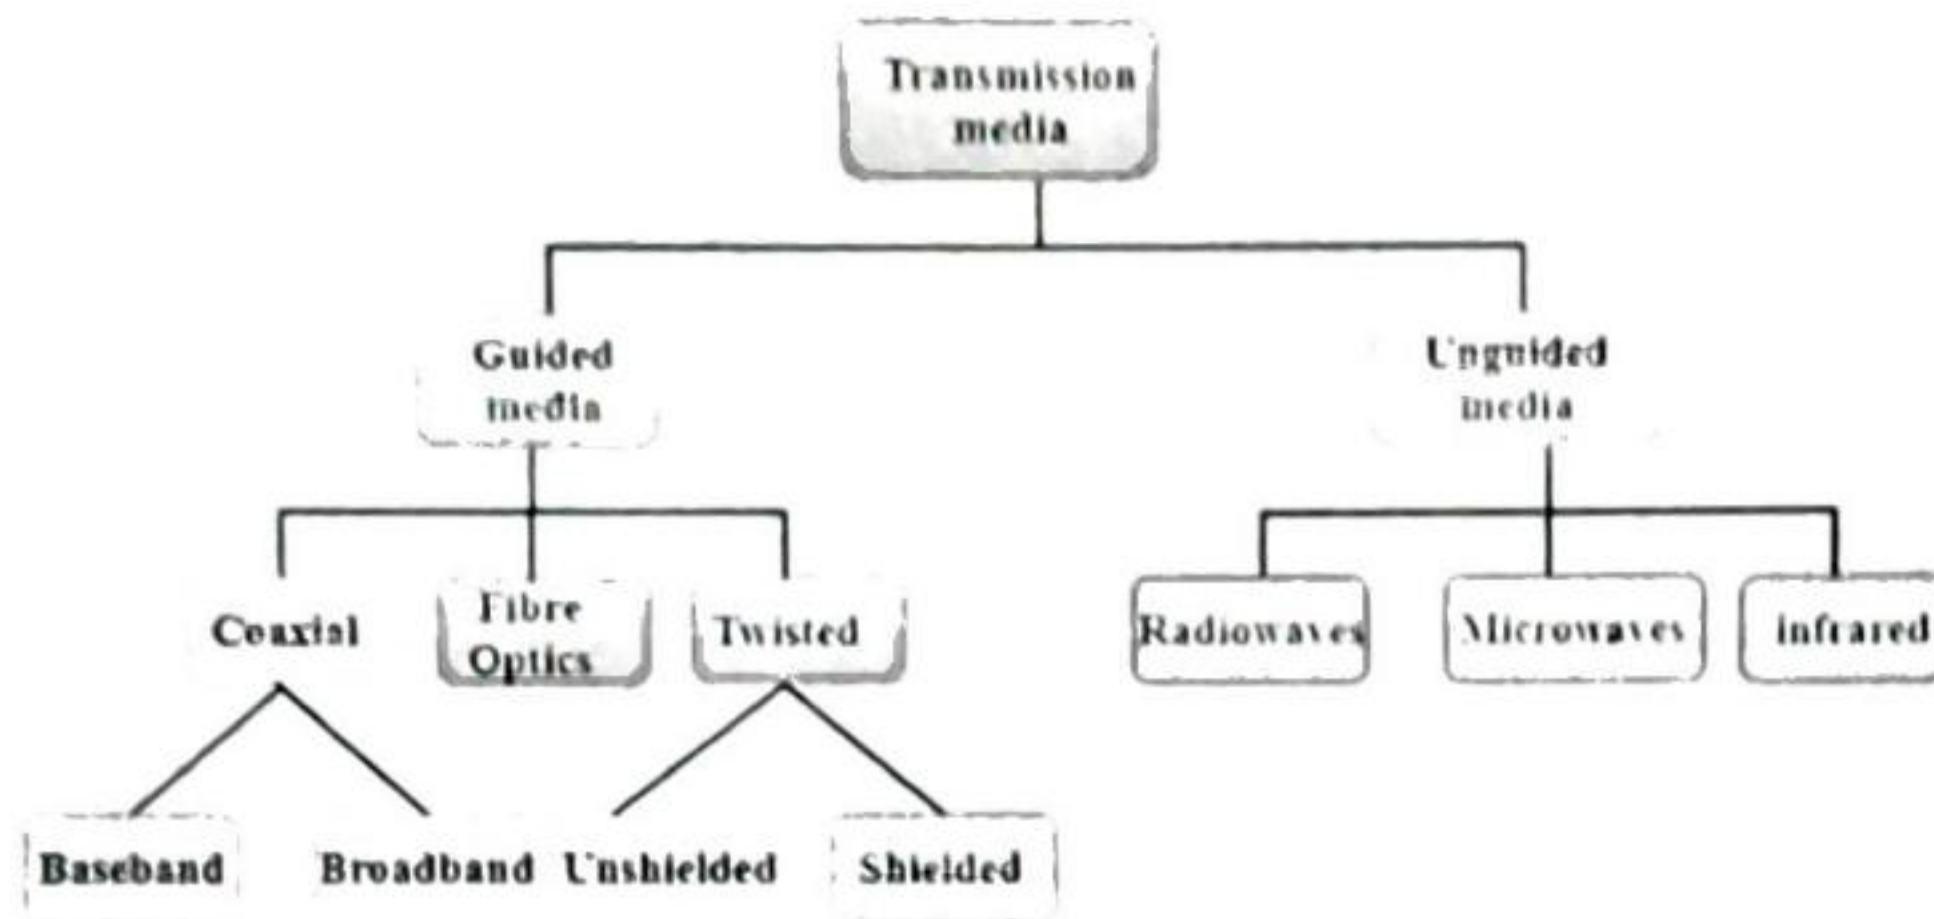 Transmission
media
Guided
media
Unguided
media
Coaxial
Fibre
Optics
Twisted
Radiowaves
Microwaves
infrared
Baseband
Broadband
Unshielded
Shielded